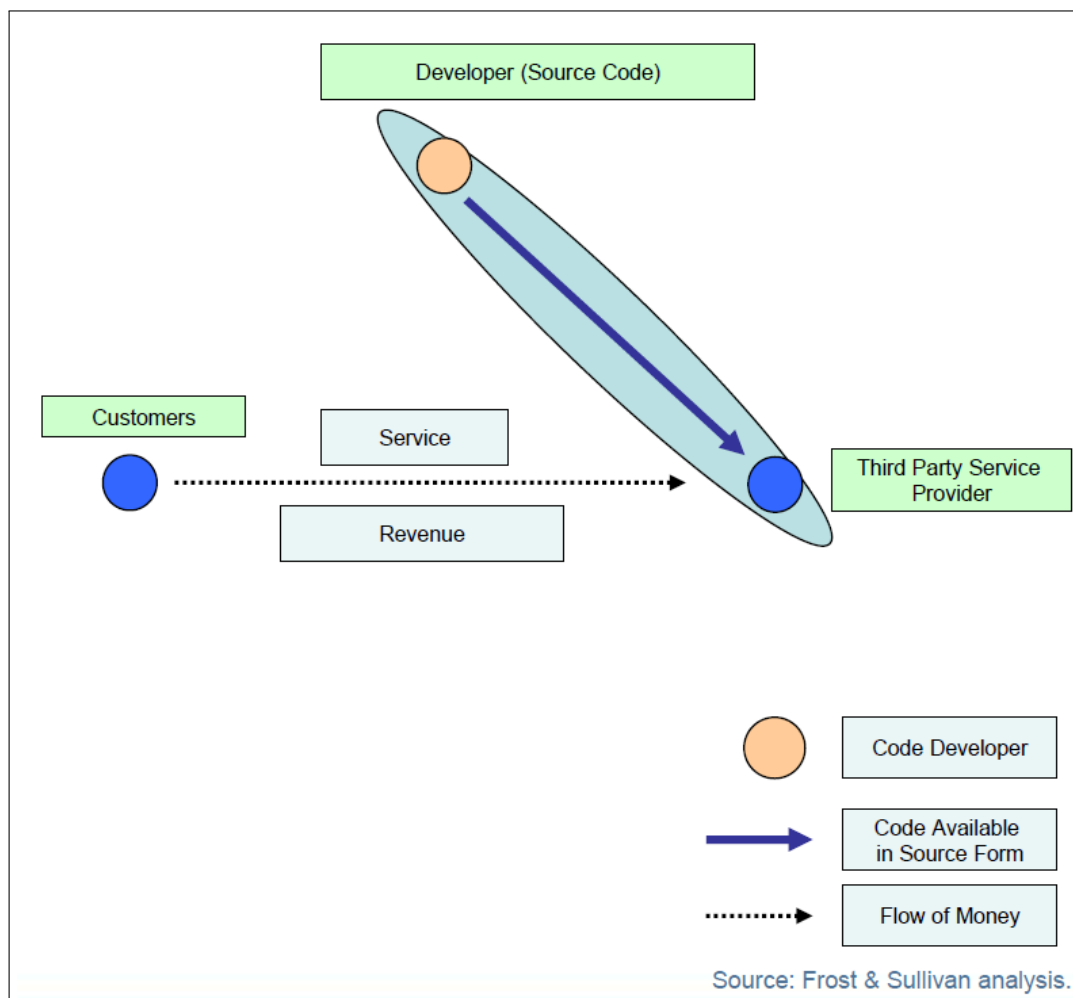 Developer (Source Code)
Customers
Service
Third Party Service
Provider
Revenue
Code Developer
Code Available
in Source Form
Flow of Money
Source: Frost & Sullivan analysis.